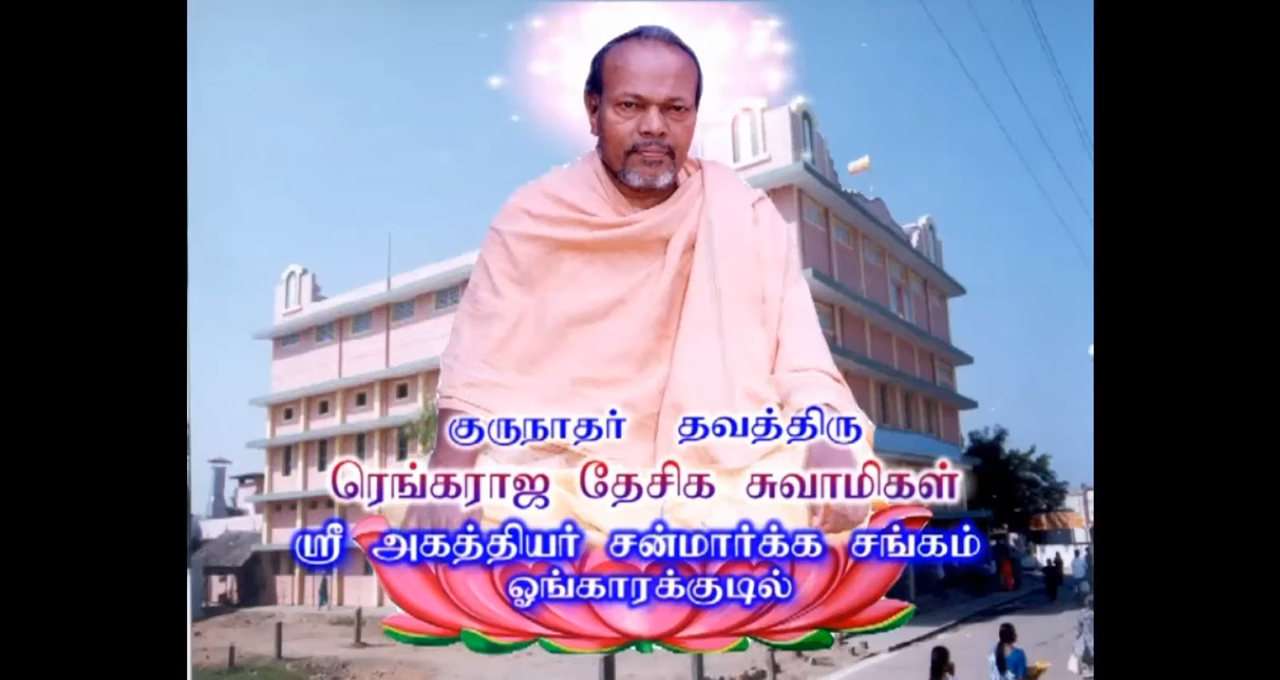 குருநாதர் தவத்திரு
ரெங்கராஜ தேசிக சுவாமிகள்
ஸ்ரீ அகத்தியர் சன்மார்க்க சங்கம்
ஓங்காரக்குடில்